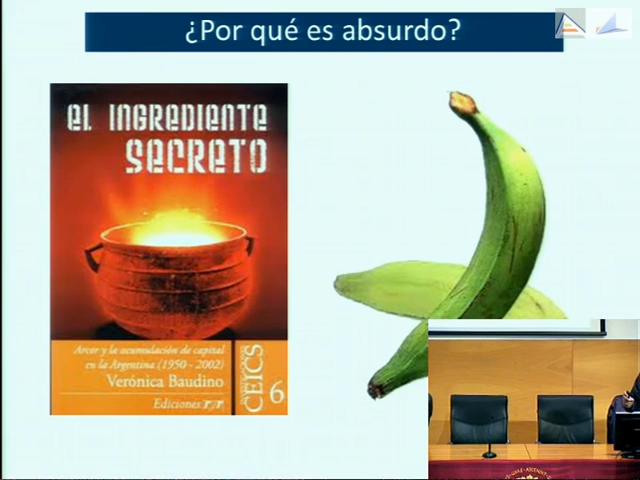 ¿Por qué es absurdo?
EL INGREDIENTE
SECRETO
Arcor y la acumulación de capital
en la Argentina (1950 - 2002)
Verónica Baudino
Ediciones r/r
CEICS
6